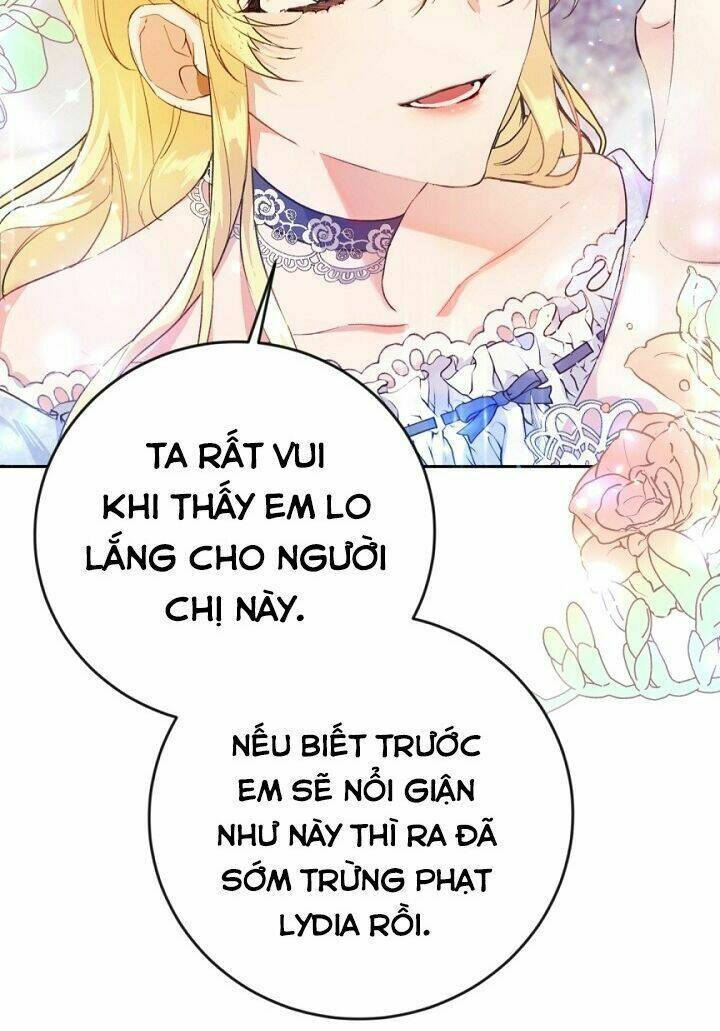 TA RẤT VUI
KHI THẤY EM LO
LẮNG CHO NGƯỜI
CHỊ NÀY.
NẾU BIẾT TRƯỚC
EM SẼ NỔI GIẬN
NHƯ NÀY THÌ RA ĐÃ
SỚM TRỪNG PHẠT
LYDIA RỒI.